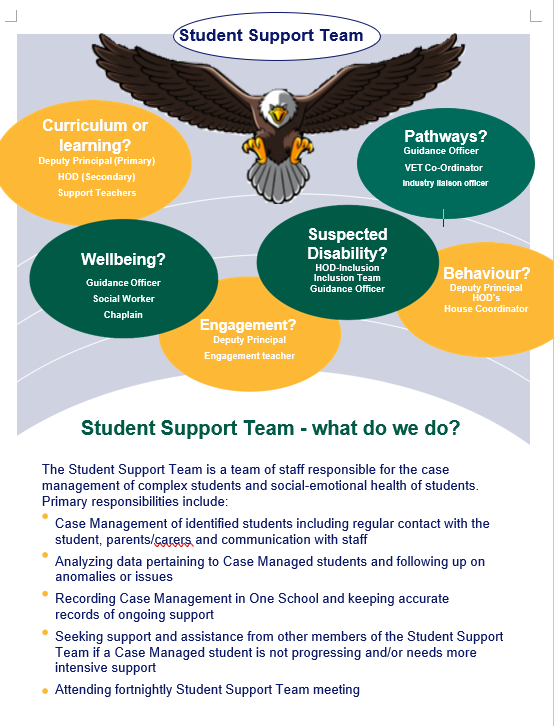 Student Support Team
Curriculum or
learning?
Deputy Principal (Primary)
HOD (Secondary)
Support Teachers
Pathways?
Guidance Officer
VET Co-Ordinator
Industry liaison officer
Wellbeing?
Guidance Officer
Social Worker
Chaplain
Suspected
Disability?
HOD-Inclusion
Inclusion Team
Guidance Officer
Behaviour?
Deputy Principal
HOD's
House Coordinator
Engagement?
Deputy Principal
Engagement teacher
Student Support Team - what do we do?
The Student Support Team is a team of staff responsible for the case
management of complex students and social-emotional health of students.
Primary responsibilities include:
Case Management of identified students including regular contact with the
student, parents/carers and communication with staff
Analyzing data pertaining to Case Managed students and following up on
anomalies or issues
Recording Case Management in One School and keeping accurate
records of ongoing support
Seeking support and assistance from other members of the Student Support
Team if a Case Managed student is not progressing and/or needs more
intensive support
Attending fortnightly Student Support Team meeting